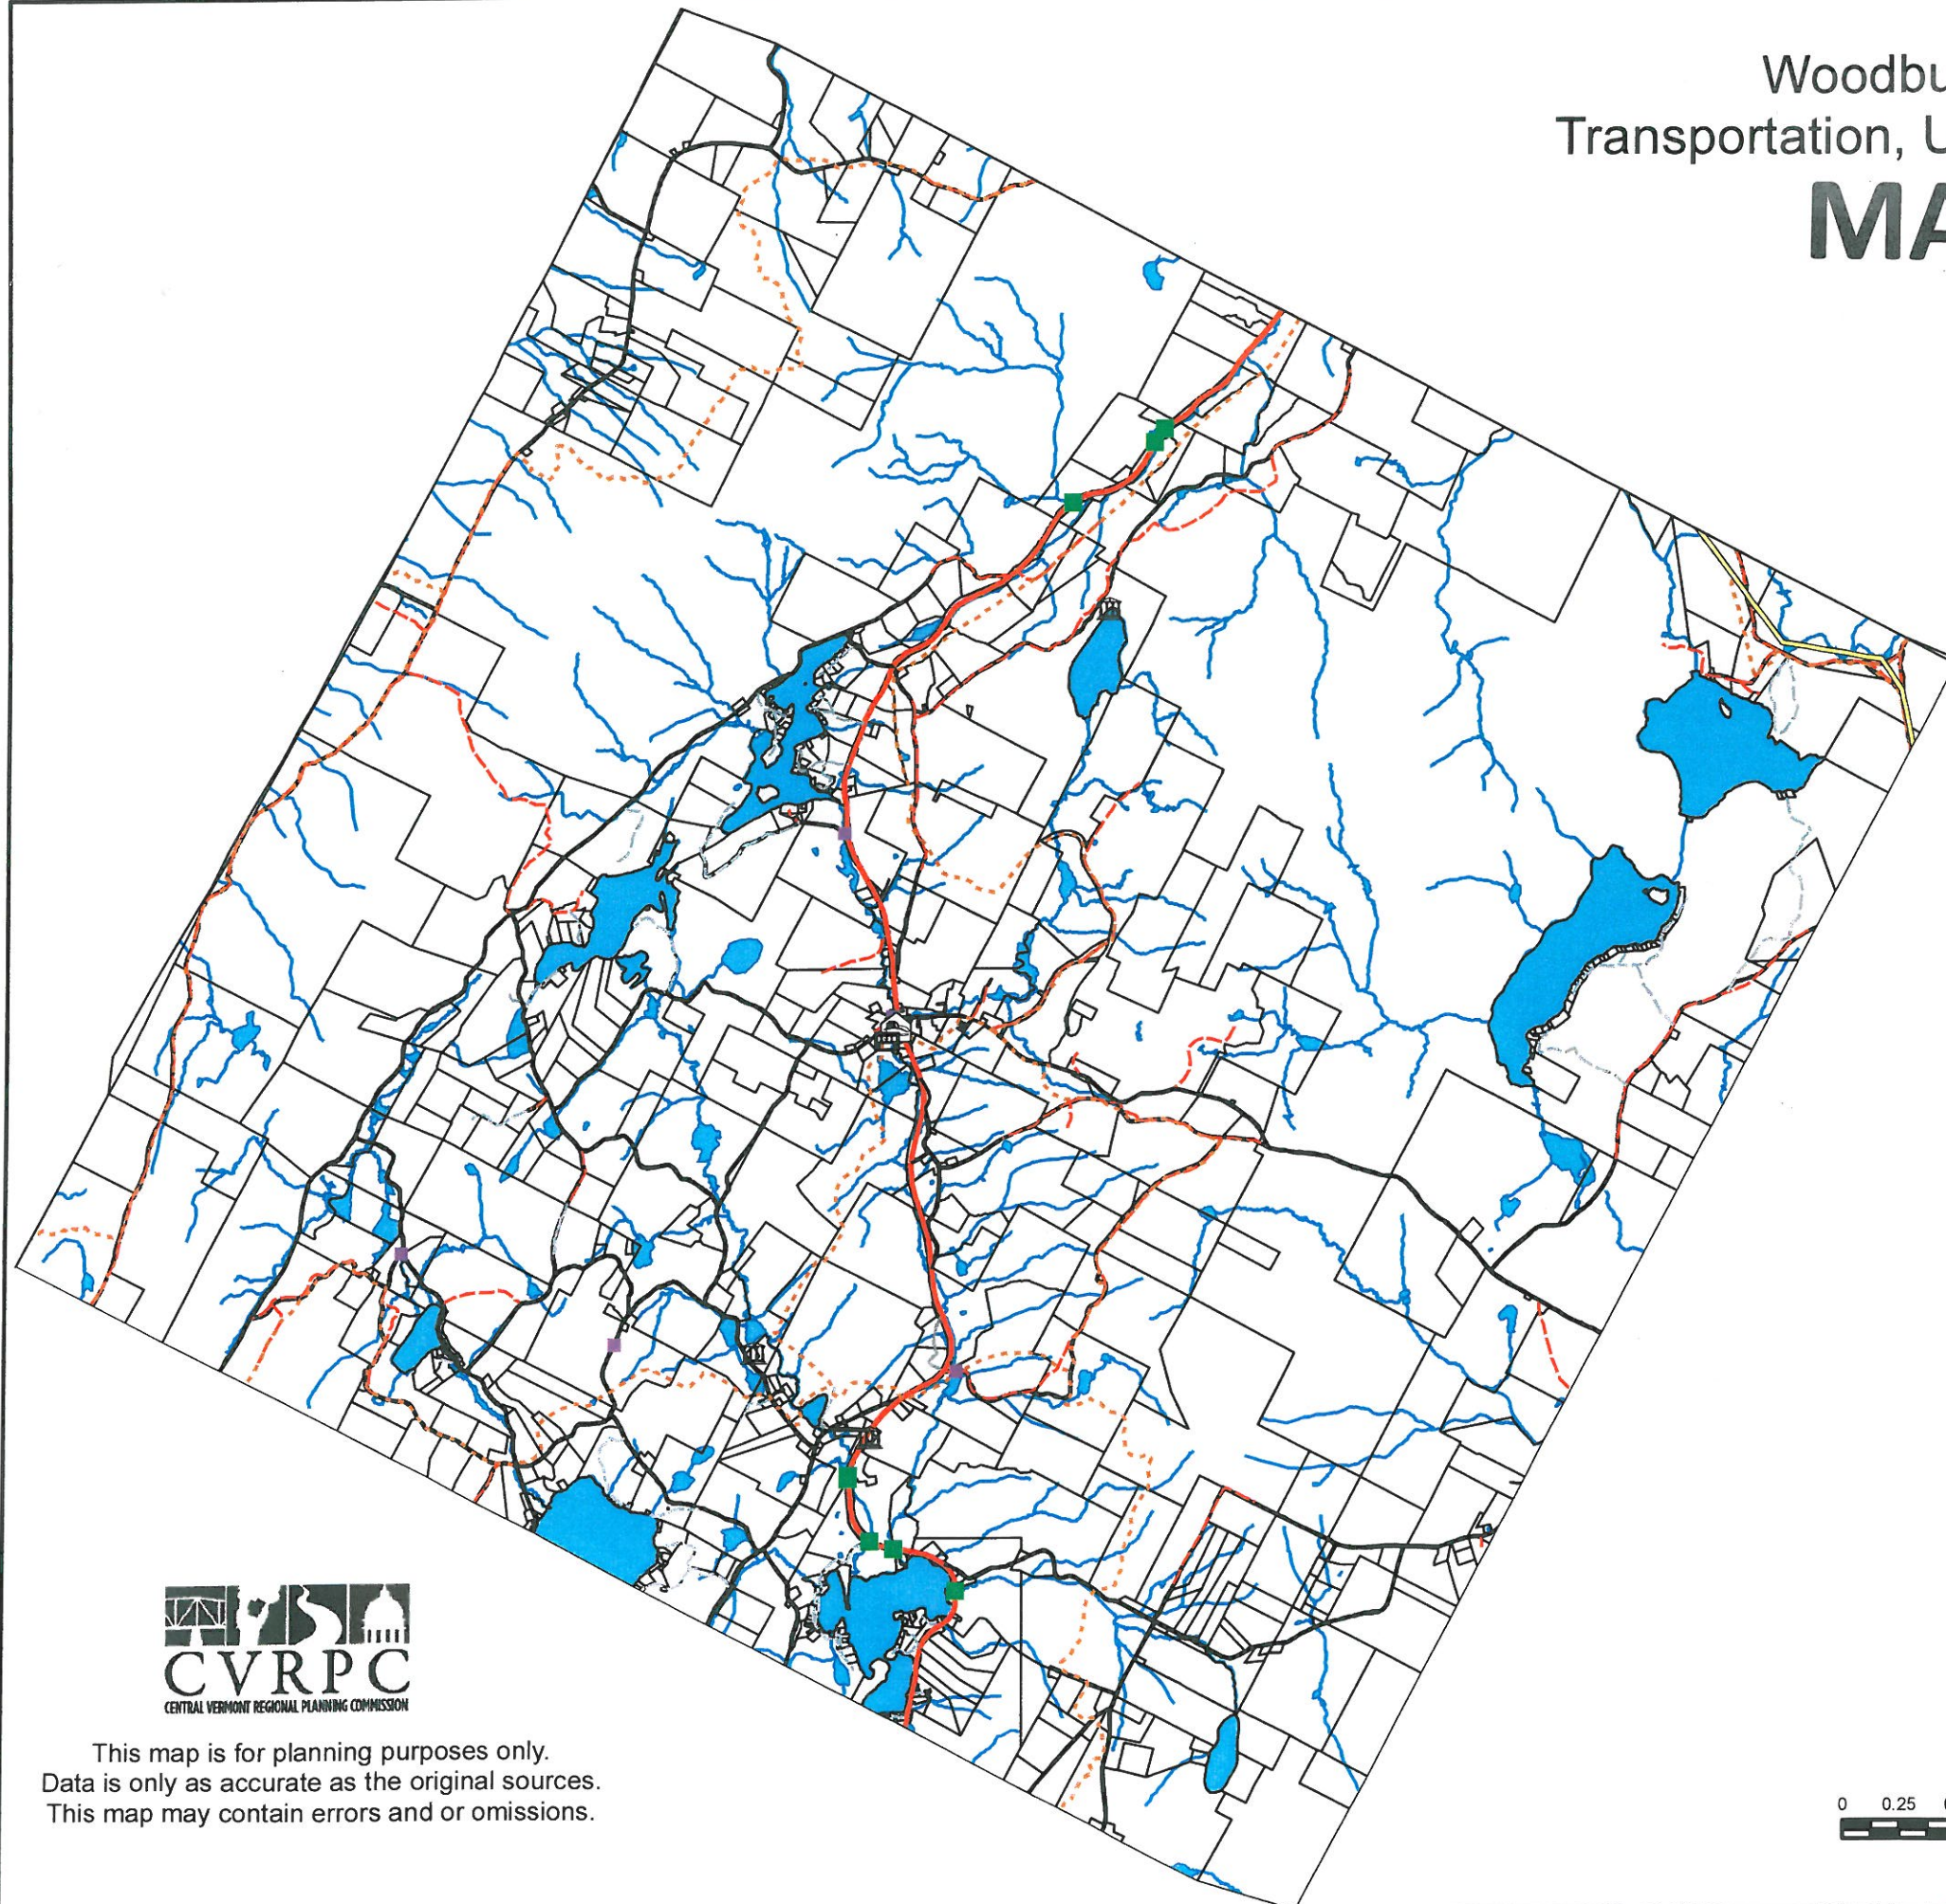 Woodbu
Transportation, U
MA
CVRPC
CENTRAL VERMONT REGIONAL PLANNING COMMISSION
This map is for planning purposes only.
Data is only as accurate as the original sources.
This map may contain errors and or omissions.
0 0.25